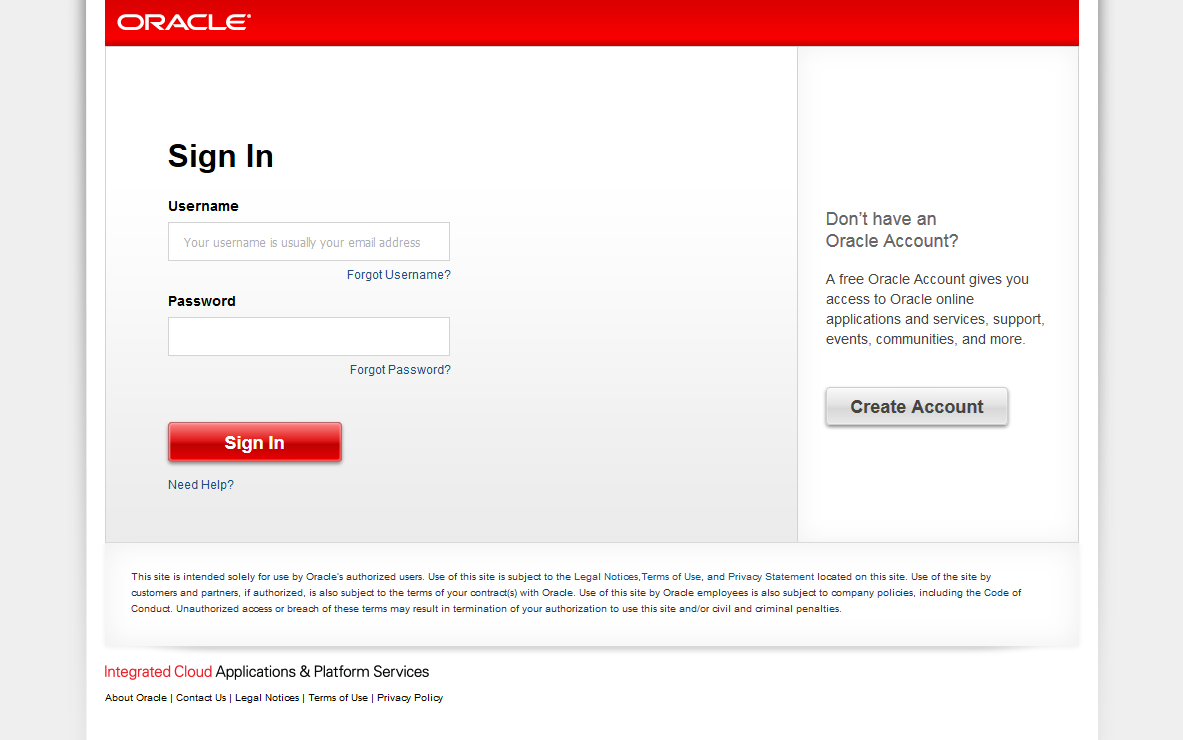 ORACLE®
Sign In
Username
Your username is usually your email address
Forgot Username?
Password
Forgot Password?
Sign In
Need Help?
Don't have an
Oracle Account?
A free Oracle Account gives you
access to Oracle online
applications and services, support,
events, communities, and more.
Create Account
This site is intended solely for use by Oracle's authorized users. Use of this site is subject to the Legal Notices,Terms of Use, and Privacy Statement located on this site. Use of the site by
customers and partners, if authorized, is also subject to the terms of your contract(s) with Oracle. Use of this site by Oracle employees is also subject to company policies, including the Code of
Conduct. Unauthorized access or breach of these terms may result in termination of your authorization to use this site and/or civil and criminal penalties.
Integrated Cloud Applications & Platform Services
About Oracle | Contact Us | Legal Notices | Terms of Use | Privacy Policy